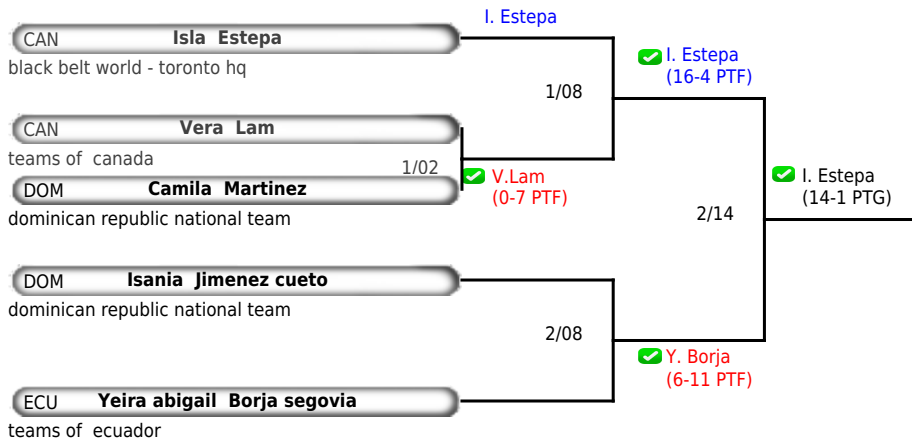 I. Estepa
CAN Isla Estepa
black belt world - toronto hq
I. Estepa
(16-4 PTF)
1/08
CAN Vera Lam
teams of canada
1/02
V.Lam
(0-7 PTF)
DOM Camila Martinez
dominican republic national team
I. Estepa
(14-1 PTG)
2/14
DOM Isania Jimenez cueto
dominican republic national team
2/08
Y. Borja
(6-11 PTF)
ECU Yeira abigail Borja segovia
teams of ecuador